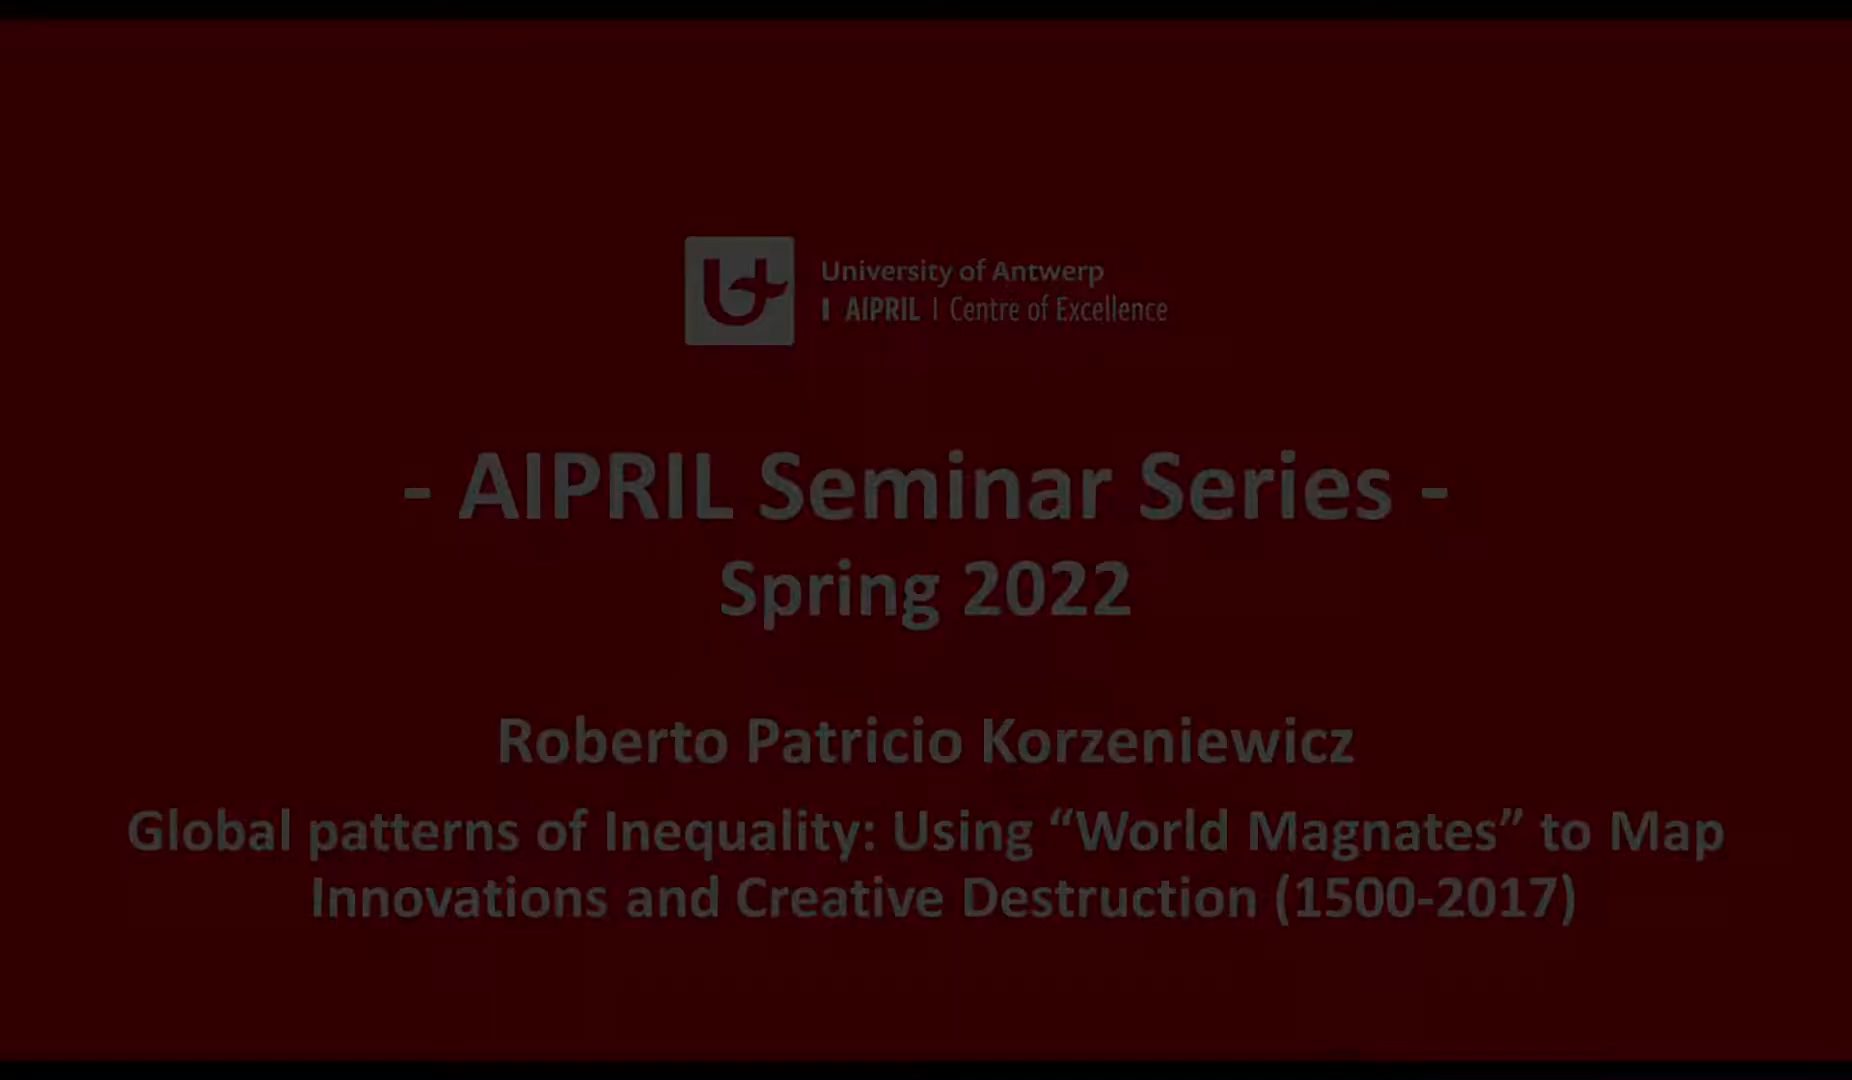 University of Antwerp
I AIPRIL I Centre of Excellence
- AIPRIL Seminar Series -
Spring 2022
Roberto Patricio Korzeniewicz
Global patterns of Inequality: Using “World Magnates” to Map
Innovations and Creative Destruction (1500-2017)